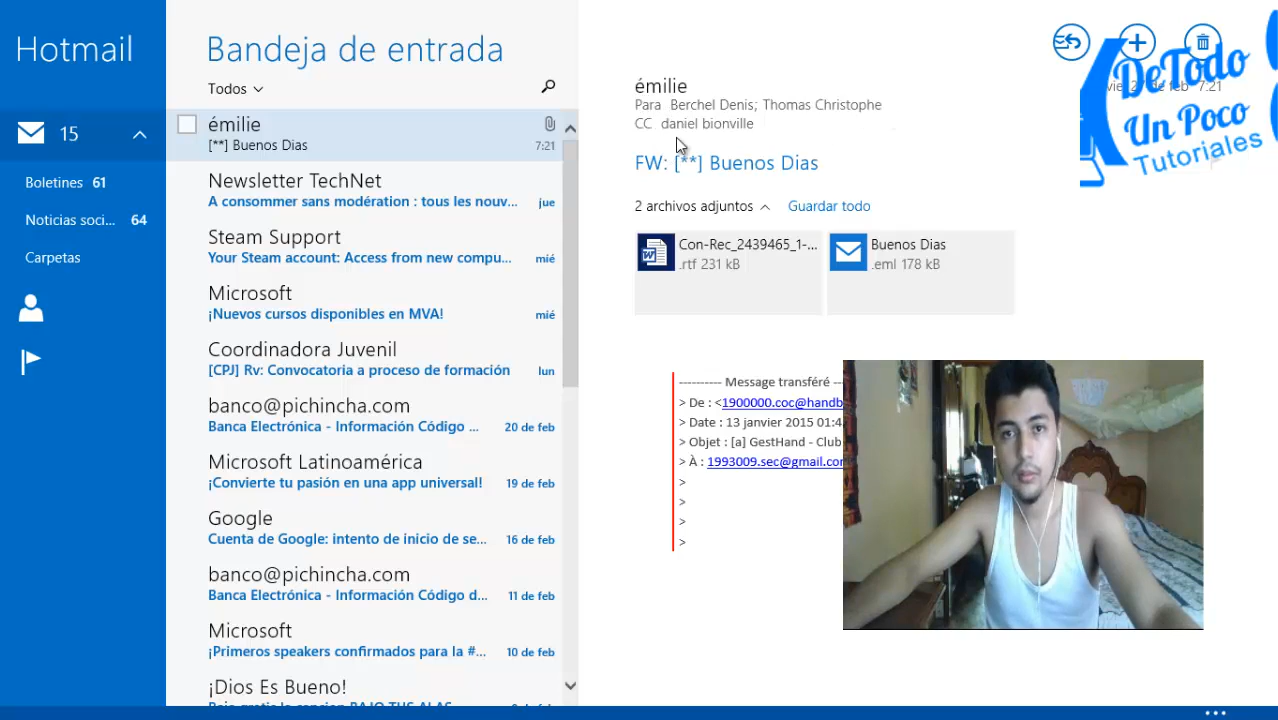 Hotmail
15
Boletines 61
Noticias soci... 64
Carpetas
Bandeja de entrada
Todos
émilie
[**] Buenos Dias 7:21
Newsletter TechNet
A consommer sans modération : tous les nouv... jue
Steam Support
Your Steam account: Access from new compu... mié
Microsoft
¡Nuevos cursos disponibles en MVA! mié
Coordinadora Juvenil
[CPJ] Rv: Convocatoria a proceso de formación lun
banco@pichincha.com
Banca Electrónica - Información Código ... 20 de feb
Microsoft Latinoamérica
¡Convierte tu pasión en una app universal! 19 de feb
Google
Cuenta de Google: intento de inicio de se... 16 de feb
banco@pichincha.com
Banca Electrónica - Información Código d... 11 de feb
Microsoft
¡Primeros speakers confirmados para la #... 10 de feb
¡Dios Es Bueno!
émilie
Para Berchel Denis; Thomas Christophe
CC daniel bionville
FW: [**] Buenos Dias
2 archivos adjuntos Guardar todo
Con-Rec_2439465_1-...
.rtf 231 kB
Buenos Dias
.eml 178 kB
---------- Message transféré ---
> De : <1900000.coc@handb
> Date : 13 janvier 2015 01:4
> Objet : [a] GestHand - Club
> À : 1993009.sec@gmail.com
>
>
>
>
de feb 7:21
DeTodo
Un Poco
Tutoriales